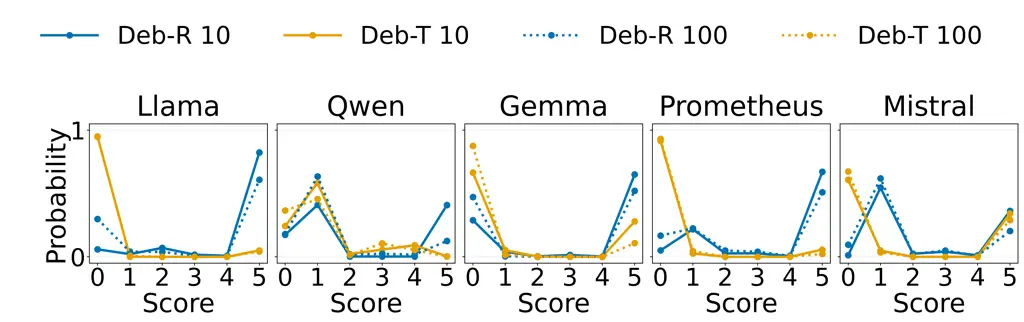 Deb-R 10 Deb-T 10 Deb-R 100 Deb-T 100
Llama Qwen Gemma Prometheus Mistral
Probability
1
0
0 1 2 3 4 5 0 1 2 3 4 5 0 1 2 3 4 5 0 1 2 3 4 5 0 1 2 3 4 5
Score Score Score Score Score